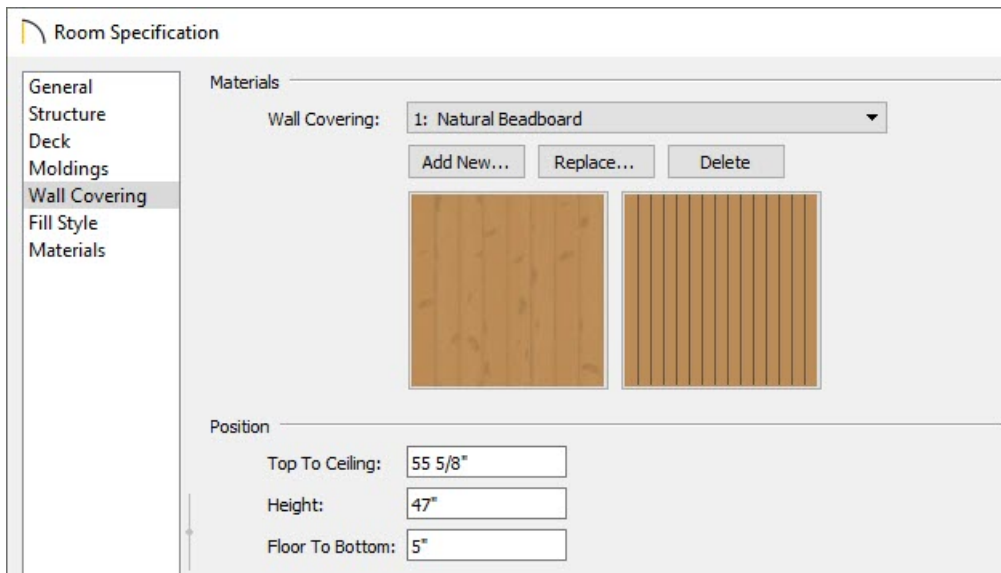 Room Specification
General
Structure
Deck
Moldings
Wall Covering
Fill Style
Materials
Materials
Wall Covering: 1: Natural Beadboard
Add New... Replace... Delete
Position
Top To Ceiling: 55 5/8"
Height: 47"
Floor To Bottom: 5"